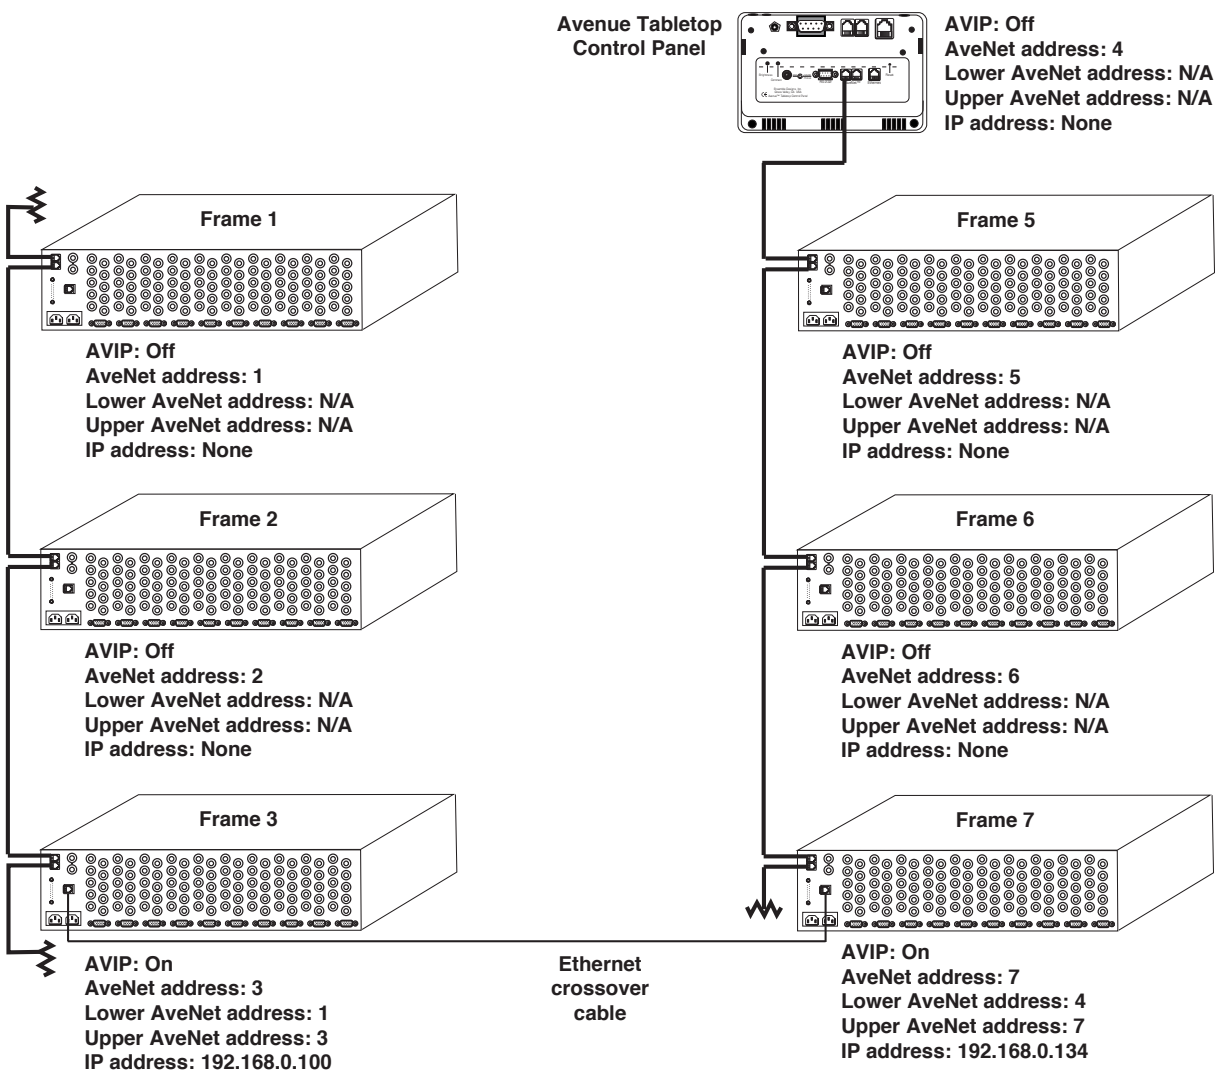 Avenue Tabletop
Control Panel
AVIP: Off
AveNet address: 4
Lower AveNet address: N/A
Upper AveNet address: N/A
IP address: None
Frame 1
AVIP: Off
AveNet address: 1
Lower AveNet address: N/A
Upper AveNet address: N/A
IP address: None
Frame 2
AVIP: Off
AveNet address: 2
Lower AveNet address: N/A
Upper AveNet address: N/A
IP address: None
Frame 3
AVIP: On
AveNet address: 3
Lower AveNet address: 1
Upper AveNet address: 3
IP address: 192.168.0.100
Ethernet
crossover
cable
Frame 5
AVIP: Off
AveNet address: 5
Lower AveNet address: N/A
Upper AveNet address: N/A
IP address: None
Frame 6
AVIP: Off
AveNet address: 6
Lower AveNet address: N/A
Upper AveNet address: N/A
IP address: None
Frame 7
AVIP: On
AveNet address: 7
Lower AveNet address: 4
Upper AveNet address: 7
IP address: 192.168.0.134